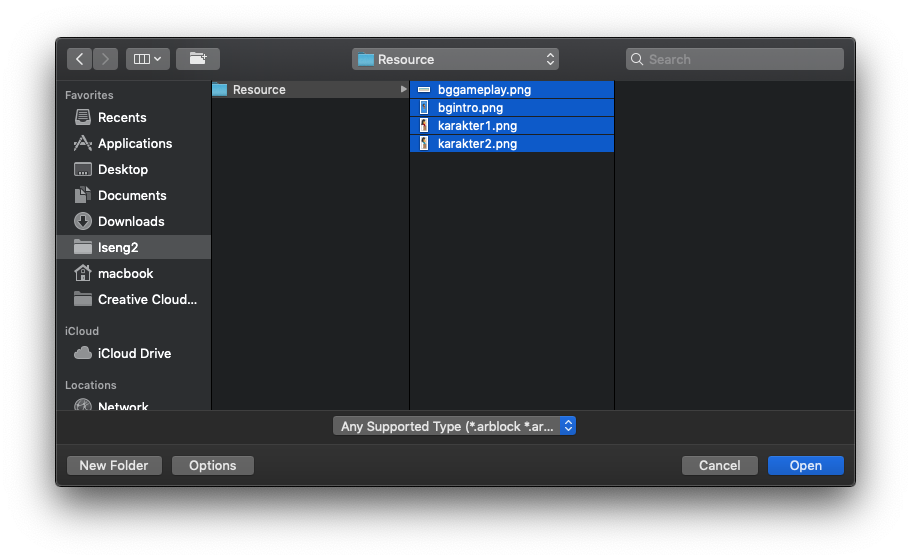 Resource
Search
Favorites
Recents
Applications
Desktop
Documents
Downloads
Iseng2
macbook
Creative Cloud...
iCloud
iCloud Drive
Locations
Network
Resource
bggameplay.png
bgintro.png
karakter1.png
karakter2.png
Any Supported Type (*.arblock *.ar...
New Folder
Options
Cancel
Open